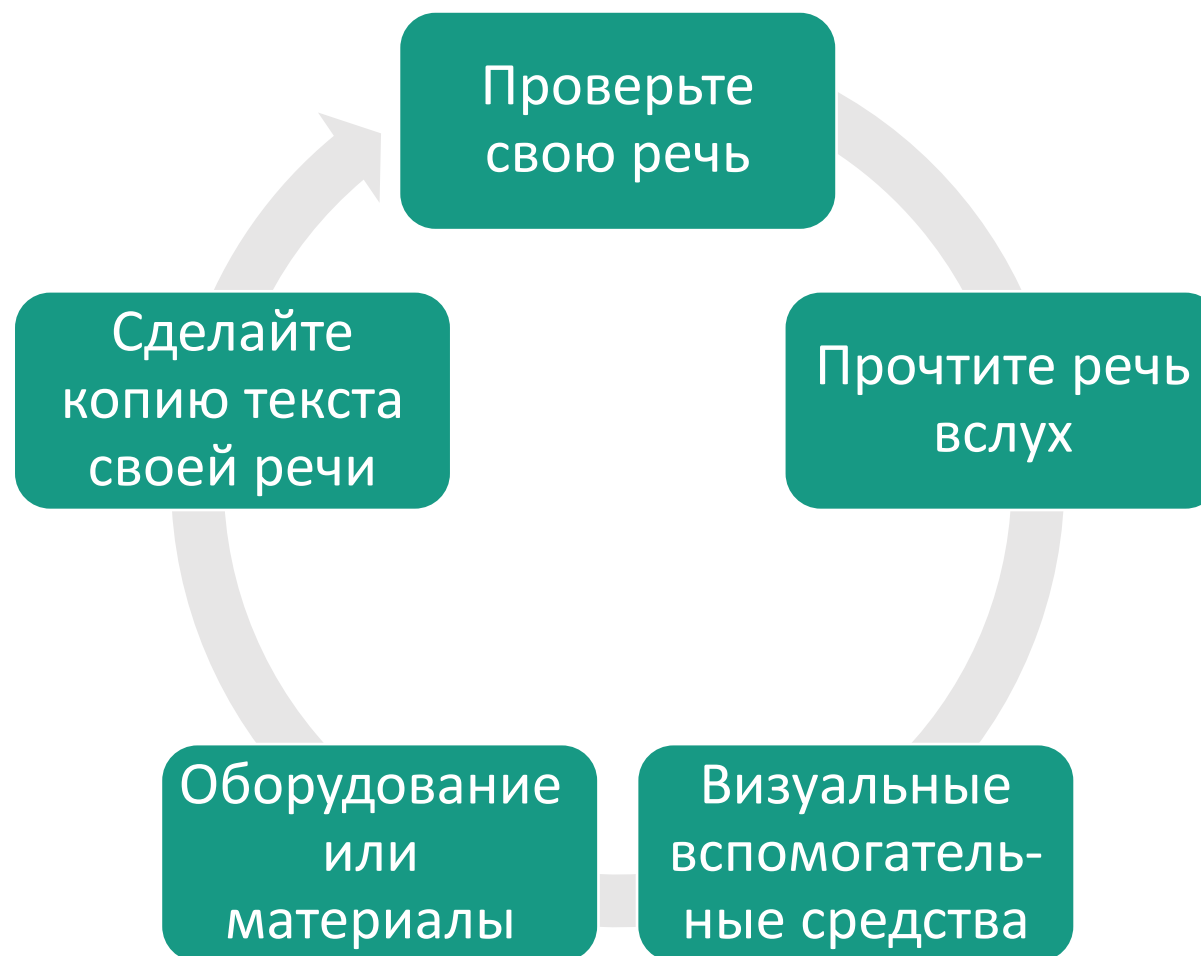 Проверьте
свою речь
Прочтите речь
вслух
Визуальные
вспомогатель-
ные средства
Оборудование
или
материалы
Сделайте
копию текста
своей речи